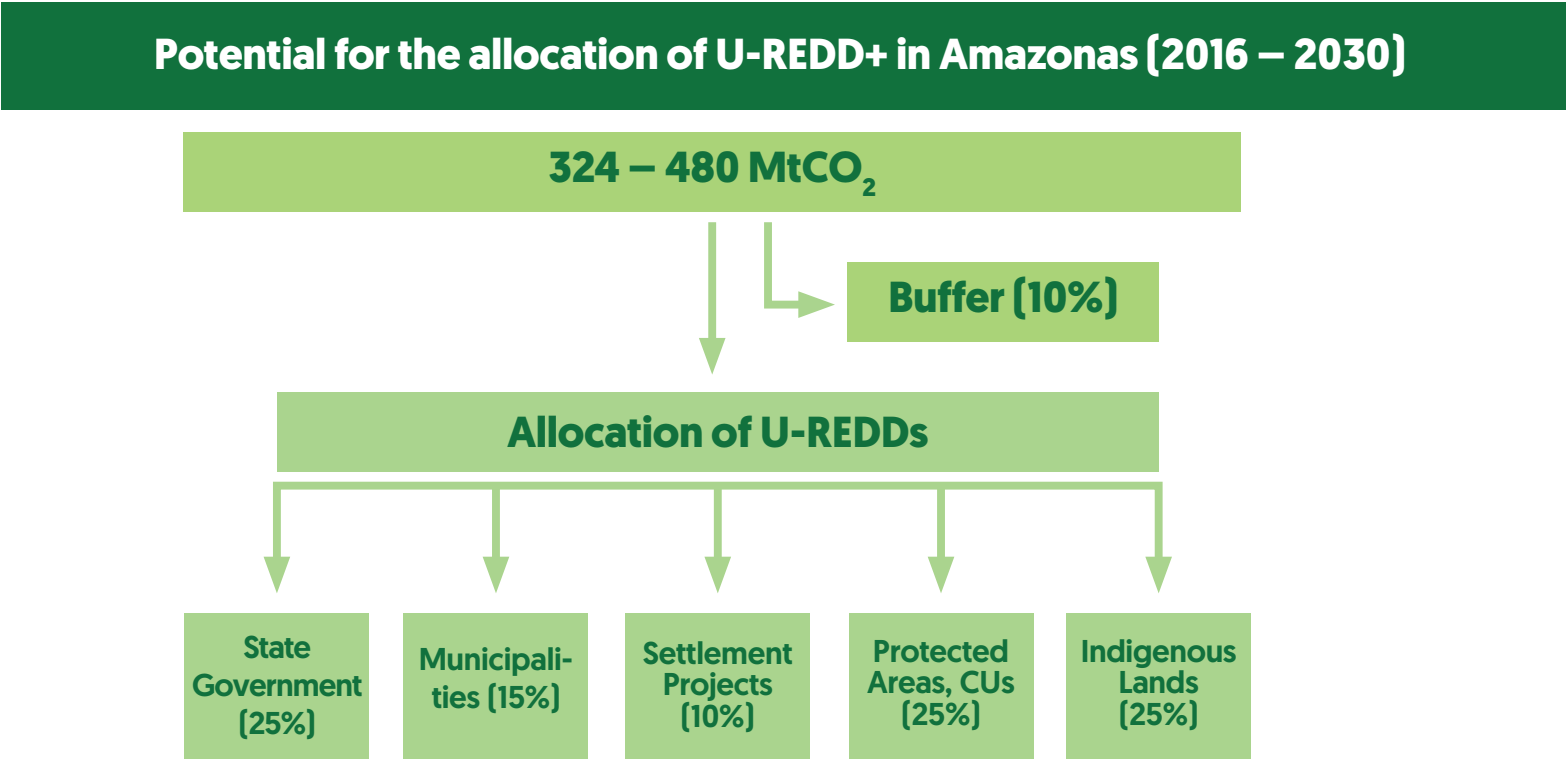 Potential for the allocation of U-REDD+ in Amazonas (2016 – 2030)
324 – 480 MtCO₂
Buffer (10%)
Allocation of U-REDDs
State
Government
(25%)
Municipali-
ties (15%)
Settlement
Projects
(10%)
Protected
Areas, CUs
(25%)
Indigenous
Lands
(25%)